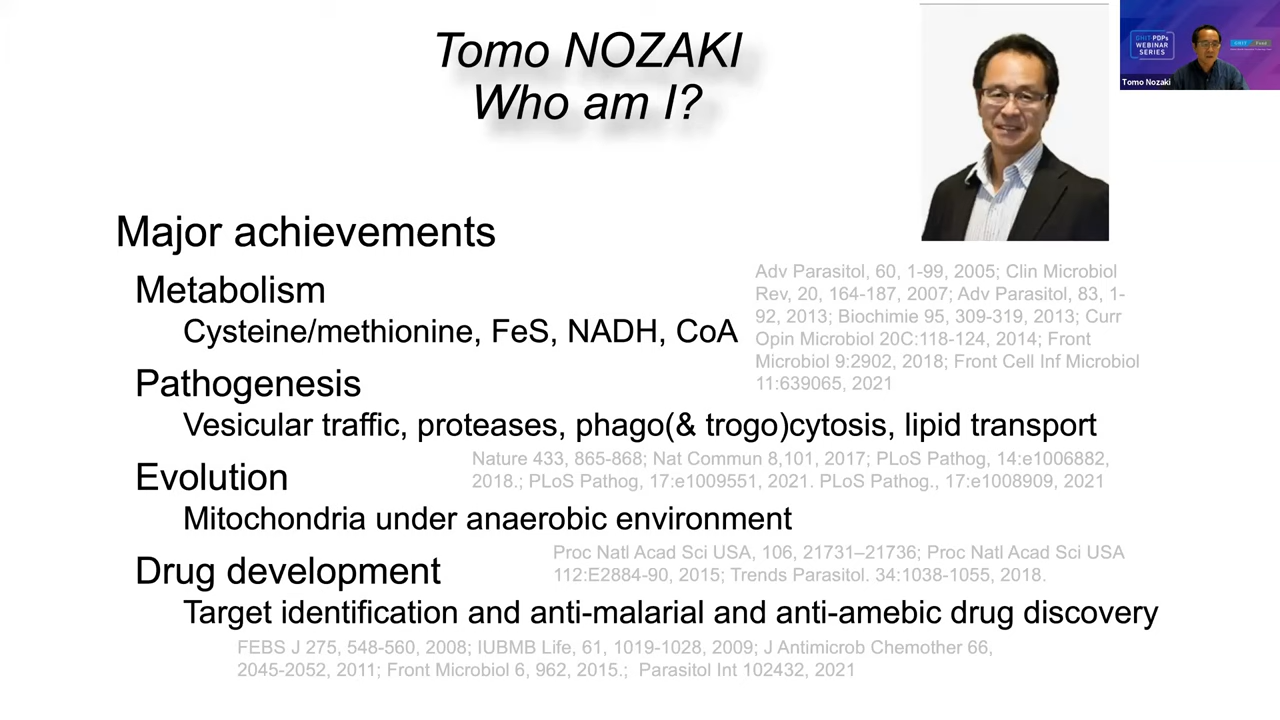 Tomo NOZAKI
Who am I?
GHIT PDPs
WEBINAR
SERIES
Tomo Nozaki
Major achievements
Metabolism
Cysteine/methionine, FeS, NADH, CoA
Adv Parasitol, 60, 1-99, 2005; Clin Microbiol
Rev, 20, 164-187, 2007; Adv Parasitol, 83, 1-
92, 2013; Biochimie 95, 309-319, 2013; Curr
Opin Microbiol 20C:118-124, 2014; Front
Microbiol 9:2902, 2018; Front Cell Inf Microbiol
11:639065, 2021
Pathogenesis
Vesicular traffic, proteases, phago(& trogo)cytosis, lipid transport
Nature 433, 865-868; Nat Commun 8,101, 2017; PLoS Pathog, 14:e1006882,
2018.; PLoS Pathog, 17:e1009551, 2021. PLoS Pathog., 17:e1008909, 2021
Evolution
Mitochondria under anaerobic environment
Proc Natl Acad Sci USA, 106, 21731–21736; Proc Natl Acad Sci USA
112:E2884-90, 2015; Trends Parasitol. 34:1038-1055, 2018.
Drug development
Target identification and anti-malarial and anti-amebic drug discovery
FEBS J 275, 548-560, 2008; IUBMB Life, 61, 1019-1028, 2009; J Antimicrob Chemother 66,
2045-2052, 2011; Front Microbiol 6, 962, 2015.; Parasitol Int 102432, 2021